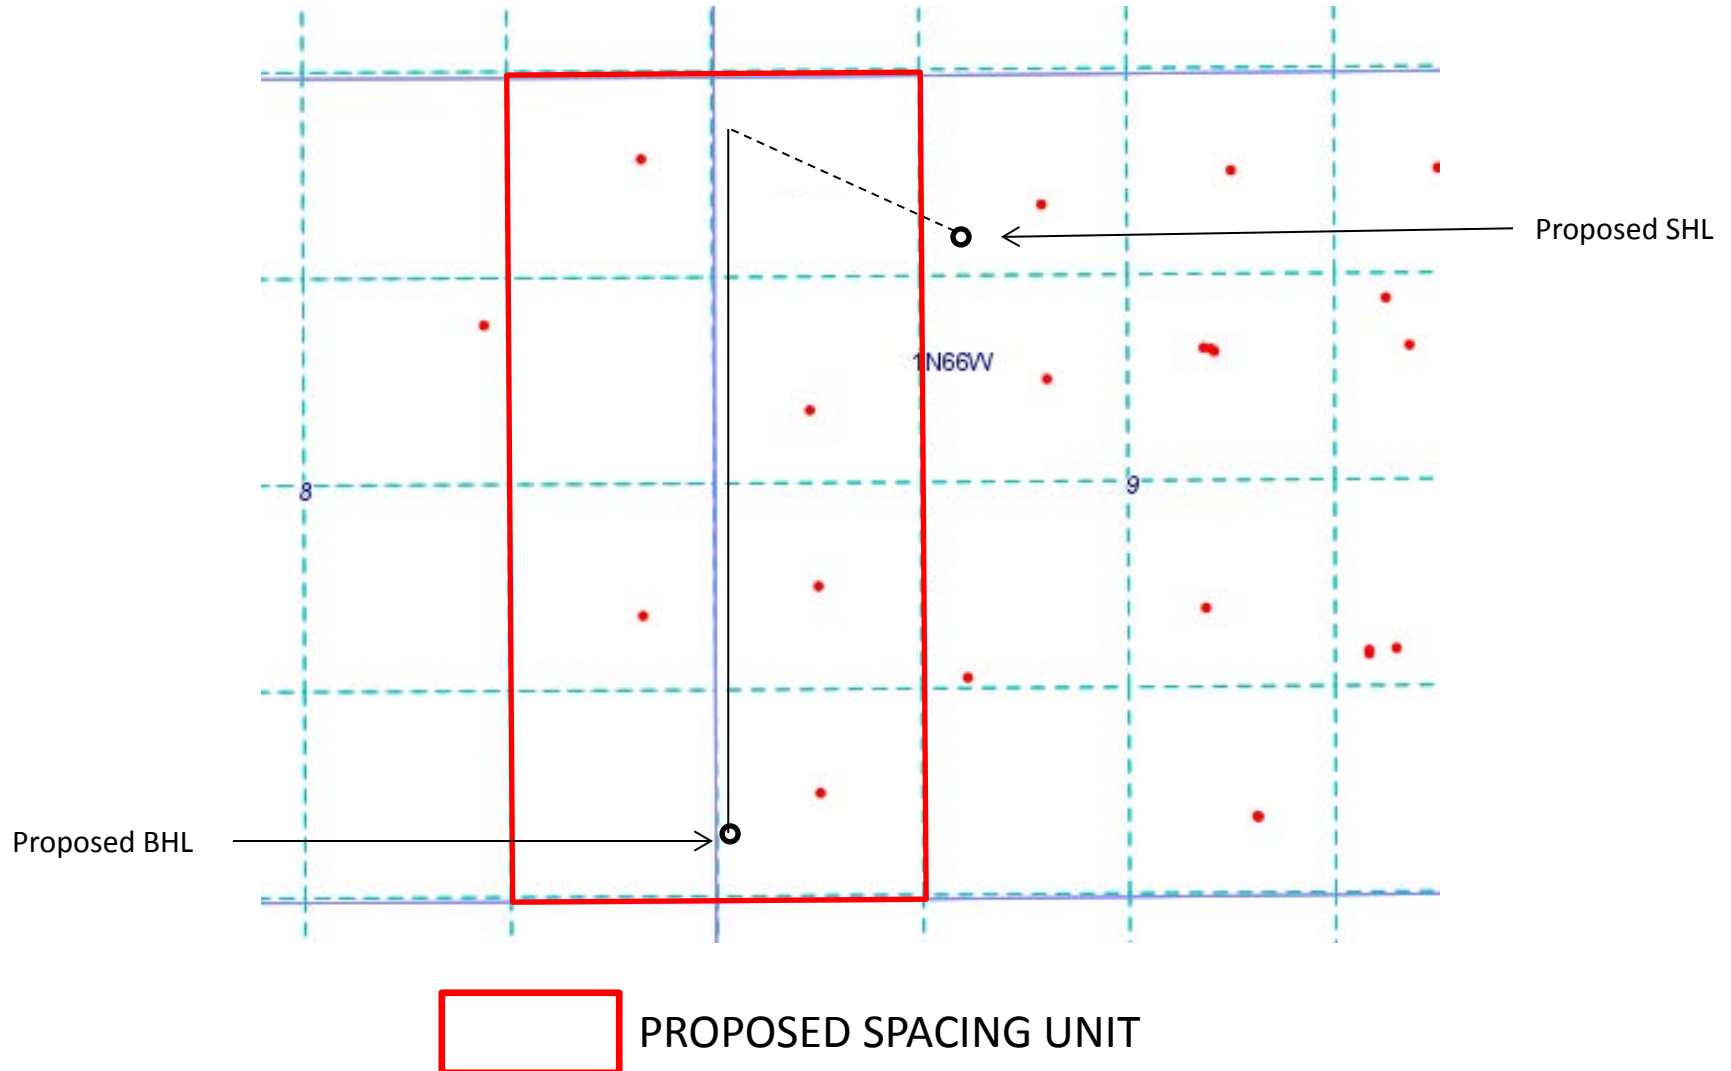 Proposed SHL
1N66W
8
9
Proposed BHL
PROPOSED SPACING UNIT